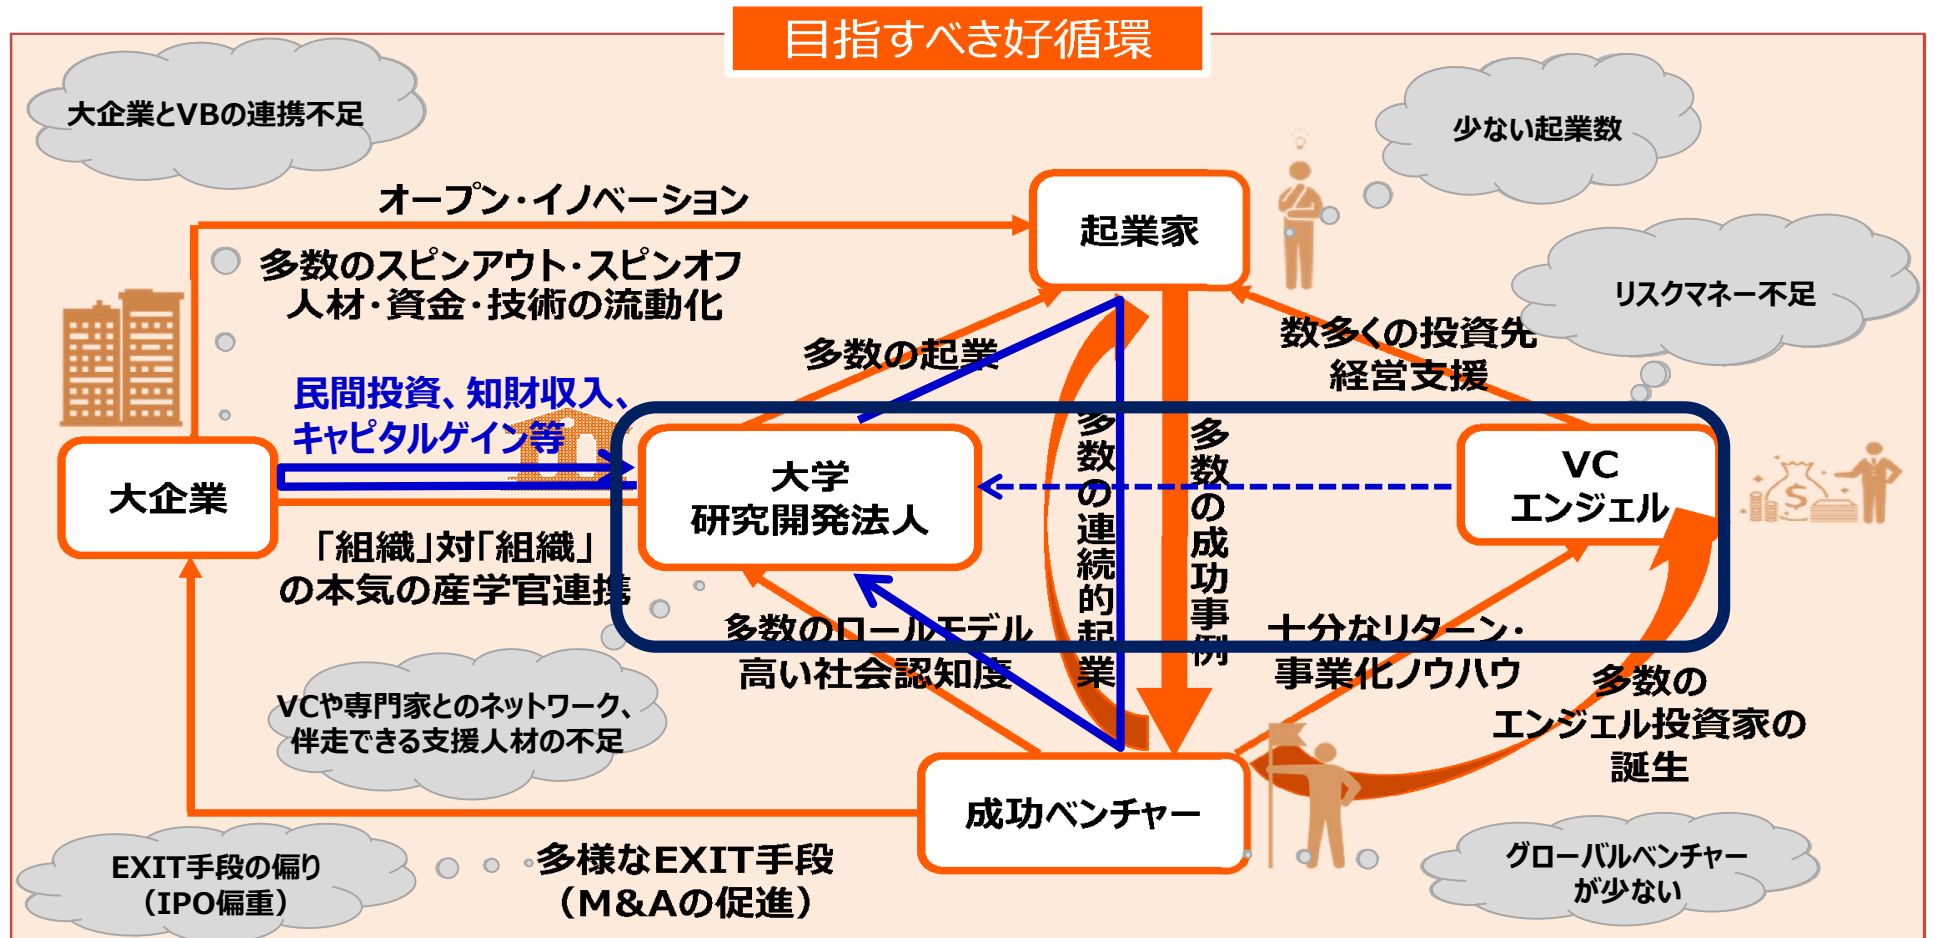 目指すべき好循環
大企業とVBの連携不足
少ない起業数
オープン・イノベーション
起業家
多数のスピンアウト・スピンオフ
人材・資金・技術の流動化
リスクマネー不足
多数の起業
数多くの投資先
経営支援
民間投資、知財収入、
キャピタルゲイン等
大企業
大学
研究開発法人
多数の連続的起業
多数の成功事例
VC
エンジェル
「組織」対「組織」
の本気の産学官連携
多数のロールモデル
高い社会認知度
十分なリターン・
事業化ノウハウ
多数の
エンジェル投資家の
誕生
VCや専門家とのネットワーク、
伴走できる支援人材の不足
成功ベンチャー
EXIT手段の偏り
（IPO偏重）
多様なEXIT手段
（M&Aの促進）
グローバルベンチャー
が少ない